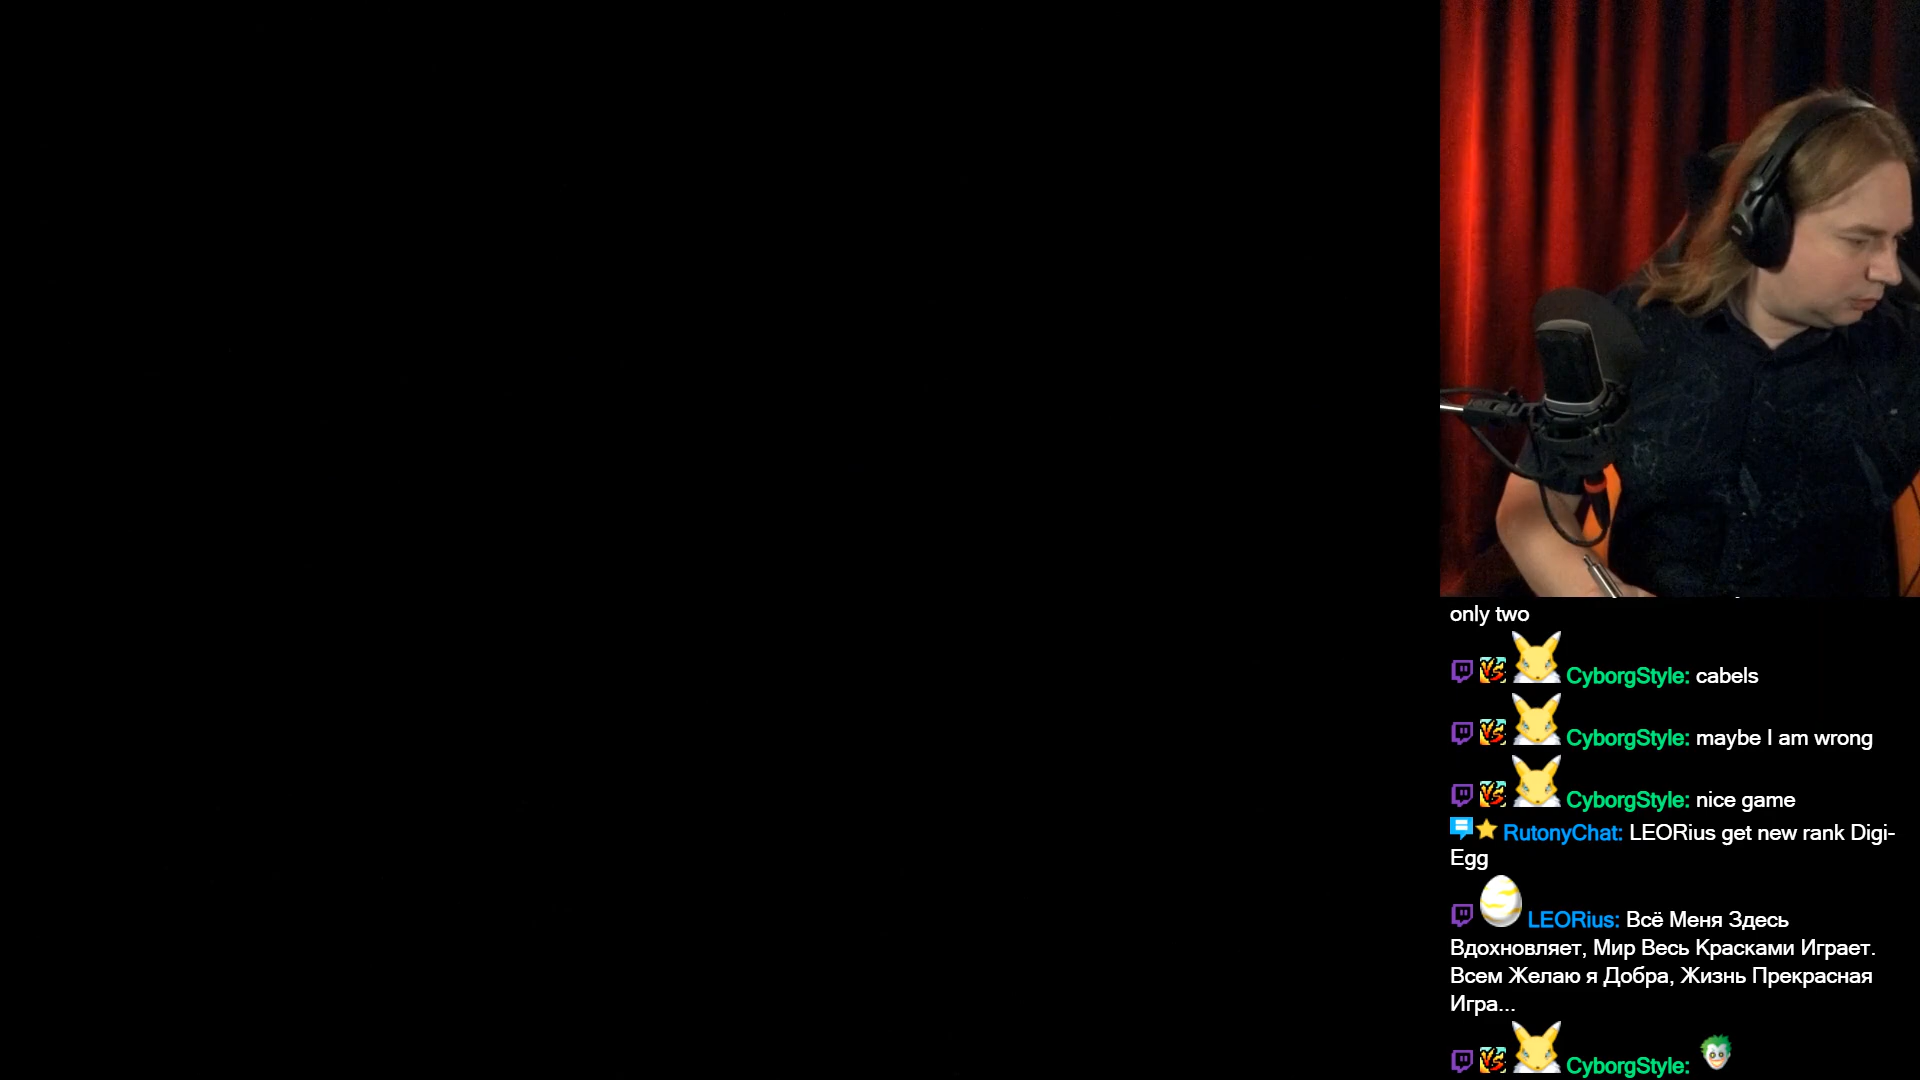 only two
CyborgStyle: cabels
CyborgStyle: maybe I am wrong
CyborgStyle: nice game
RutonyChat: LEORius get new rank Digi-
Egg
LEORius: Всё Меня Здесь
Вдохновляет, Мир Весь Красками Играет.
Всем Желаю я Добра, Жизнь Прекрасная
Игра...
CyborgStyle: